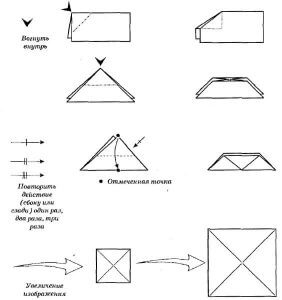 Вогнуть
внутрь
Отмеченная точка
Повторить
действие
(сбоку или
сзади) один раз,
два раза, три
раза
Увеличение
изображения